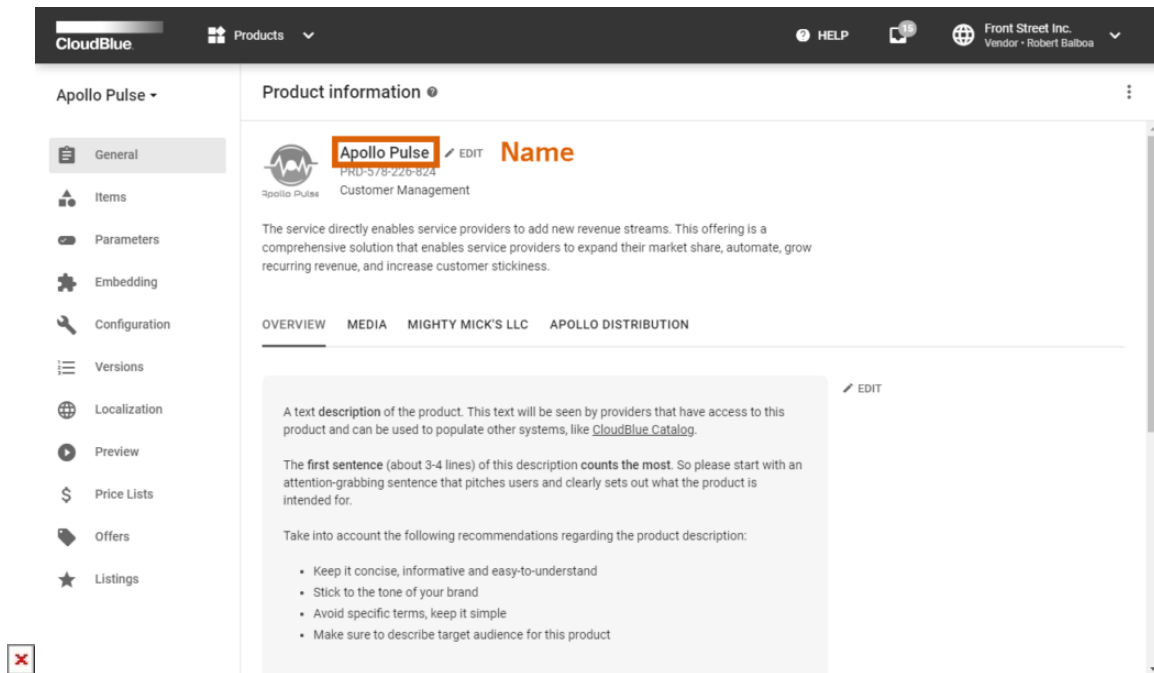 CloudBlue.
Products
HELP
15
Front Street Inc.
Vendor • Robert Balboa
Apollo Pulse
General
Items
Parameters
Embedding
Configuration
Versions
Localization
Preview
Price Lists
Offers
Listings
Product information
Apollo Pulse EDIT Name
PRD-578-226-824
Apollo Pulse
Customer Management
The service directly enables service providers to add new revenue streams. This offering is a
comprehensive solution that enables service providers to expand their market share, automate, grow
recurring revenue, and increase customer stickiness.
OVERVIEW MEDIA MIGHTY MICK'S LLC APOLLO DISTRIBUTION
EDIT
A text description of the product. This text will be seen by providers that have access to this
product and can be used to populate other systems, like CloudBlue Catalog.
The first sentence (about 3-4 lines) of this description counts the most. So please start with an
attention-grabbing sentence that pitches users and clearly sets out what the product is
intended for.
Take into account the following recommendations regarding the product description:
• Keep it concise, informative and easy-to-understand
• Stick to the tone of your brand
• Avoid specific terms, keep it simple
• Make sure to describe target audience for this product